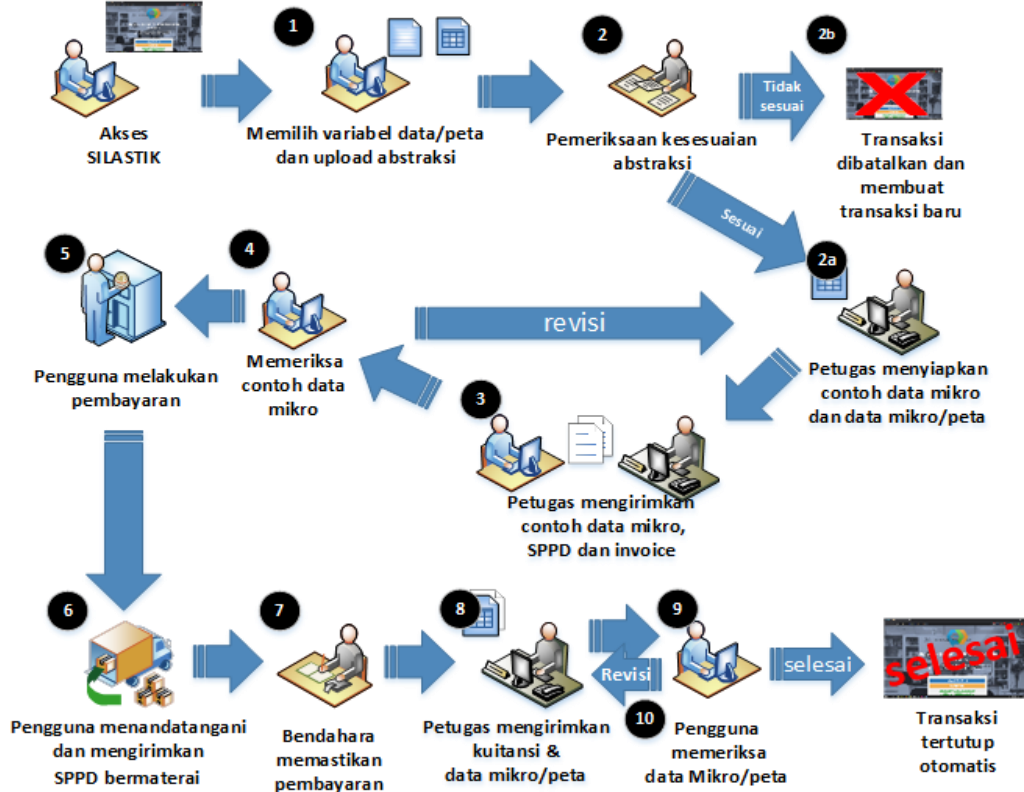 Akses
SILASTIK
1
Memilih variabel data/peta
dan upload abstraksi
2
Pemeriksaan kesesuaian
abstraksi
Tidak
sesuai
2b
Transaksi
dibatalkan dan
membuat
transaksi baru
Sesuai
2a
Petugas menyiapkan
contoh data mikro
dan data mikro/peta
3
Petugas mengirimkan
contoh data mikro,
SPPD dan invoice
revisi
4
Memeriksa
contoh data
mikro
5
Pengguna melakukan
pembayaran
6
Pengguna menandatangani
dan mengirimkan
SPPD bermaterai
7
Bendahara
memastikan
pembayaran
8
Petugas mengirimkan
kuitansi &
data mikro/peta
Revisi
9
10
Pengguna
memeriksa
data Mikro/peta
selesai
selesai
Transaksi
tertutup
otomatis